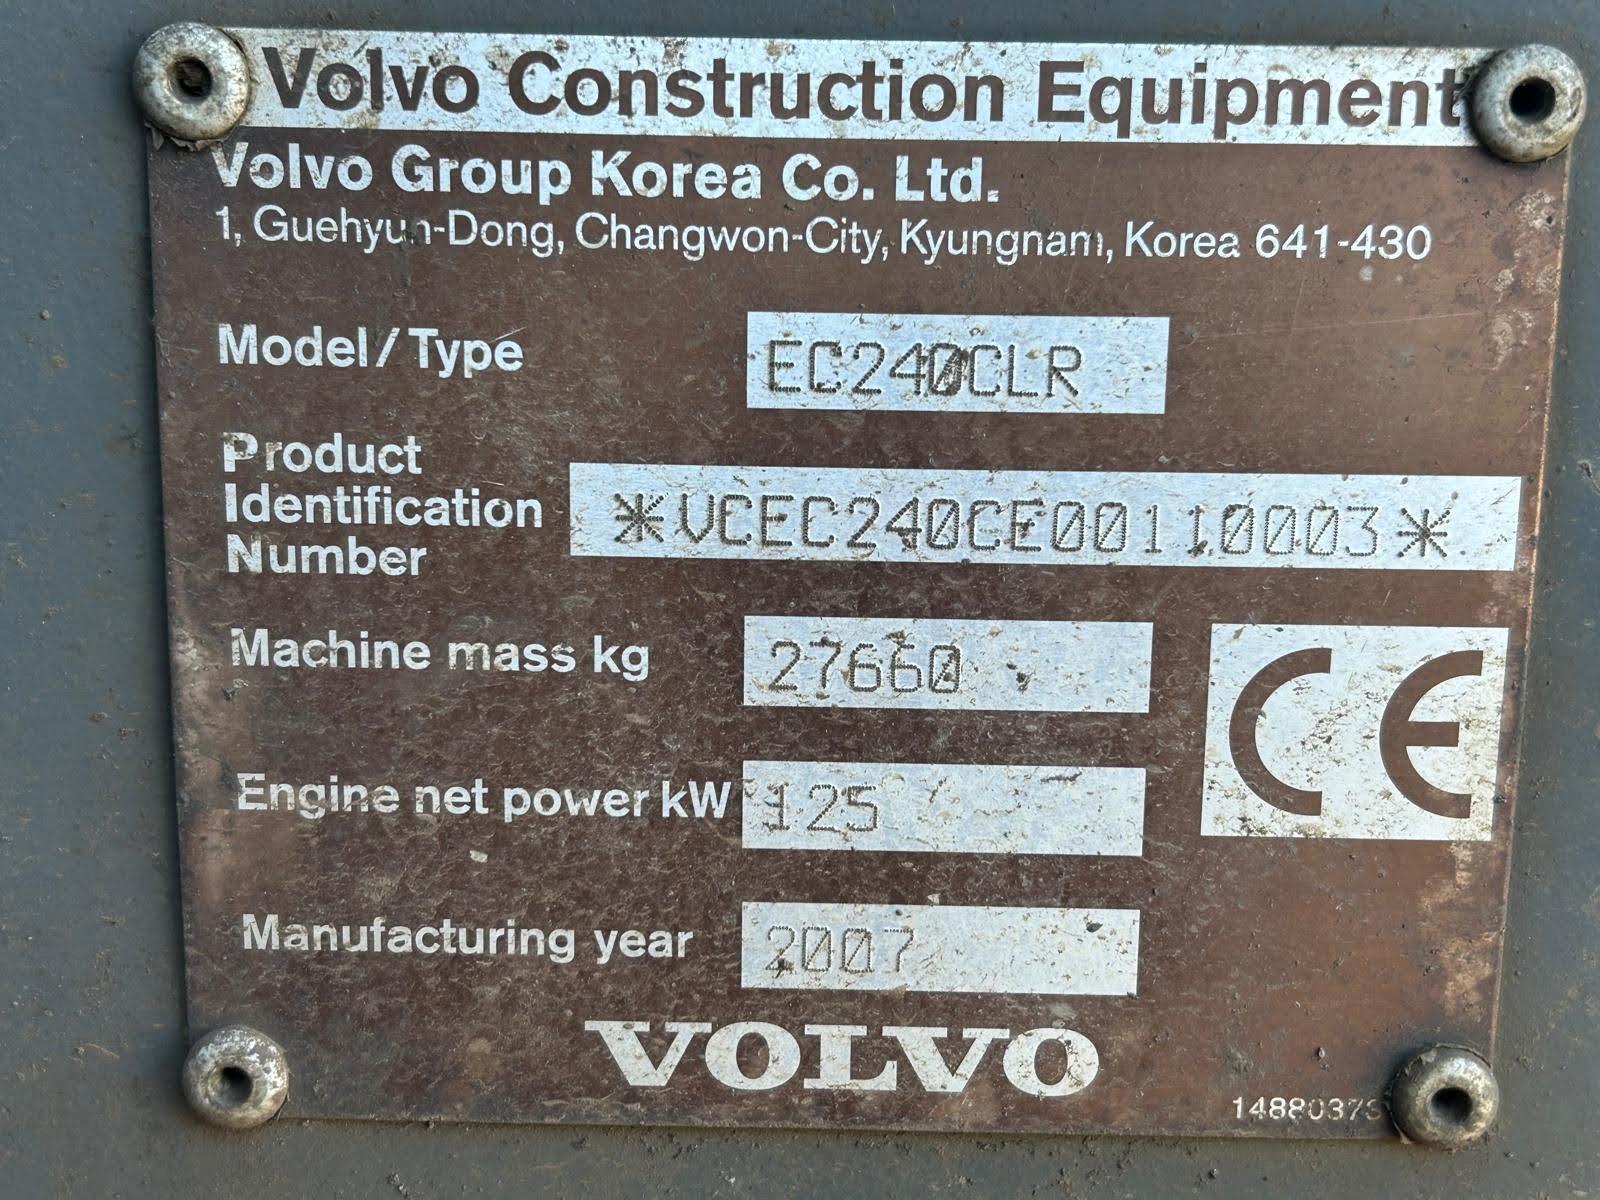 Volvo Construction Equipment
Volvo Group Korea Co. Ltd.
1, Guehyun-Dong, Changwon-City, Kyungnam, Korea 641-430
Model/Type EC240CLR
Product
Identification
Number
*VCEC240CE00110003*
Machine mass kg 27660
CE
Engine net power kW 125
Manufacturing year 2007
VOLVO